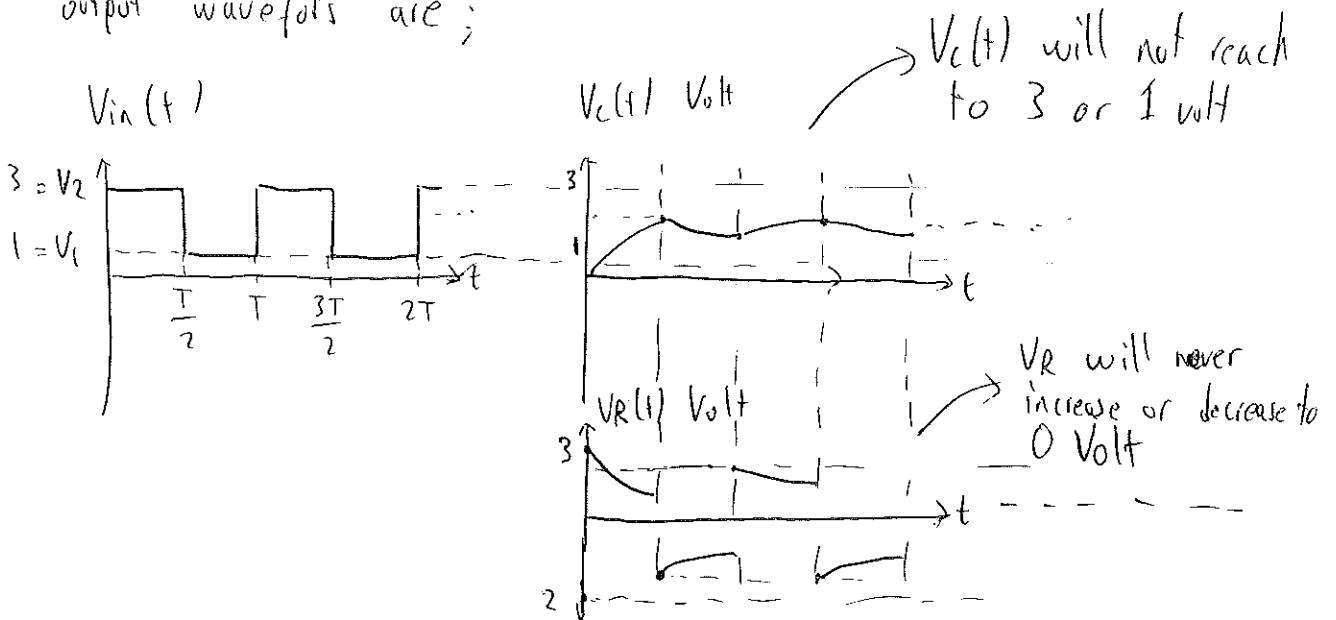 output wavefors are ;
Vc(t) will not reach
to 3 or 1 volt
Vin(t)
3 = V2
1 = V1
T/2 T 3T/2 2T
t
Vc(t) Volt
3
1
t
VR(t) Volt
3
2
t
VR will never
increase or decrease to
0 Volt